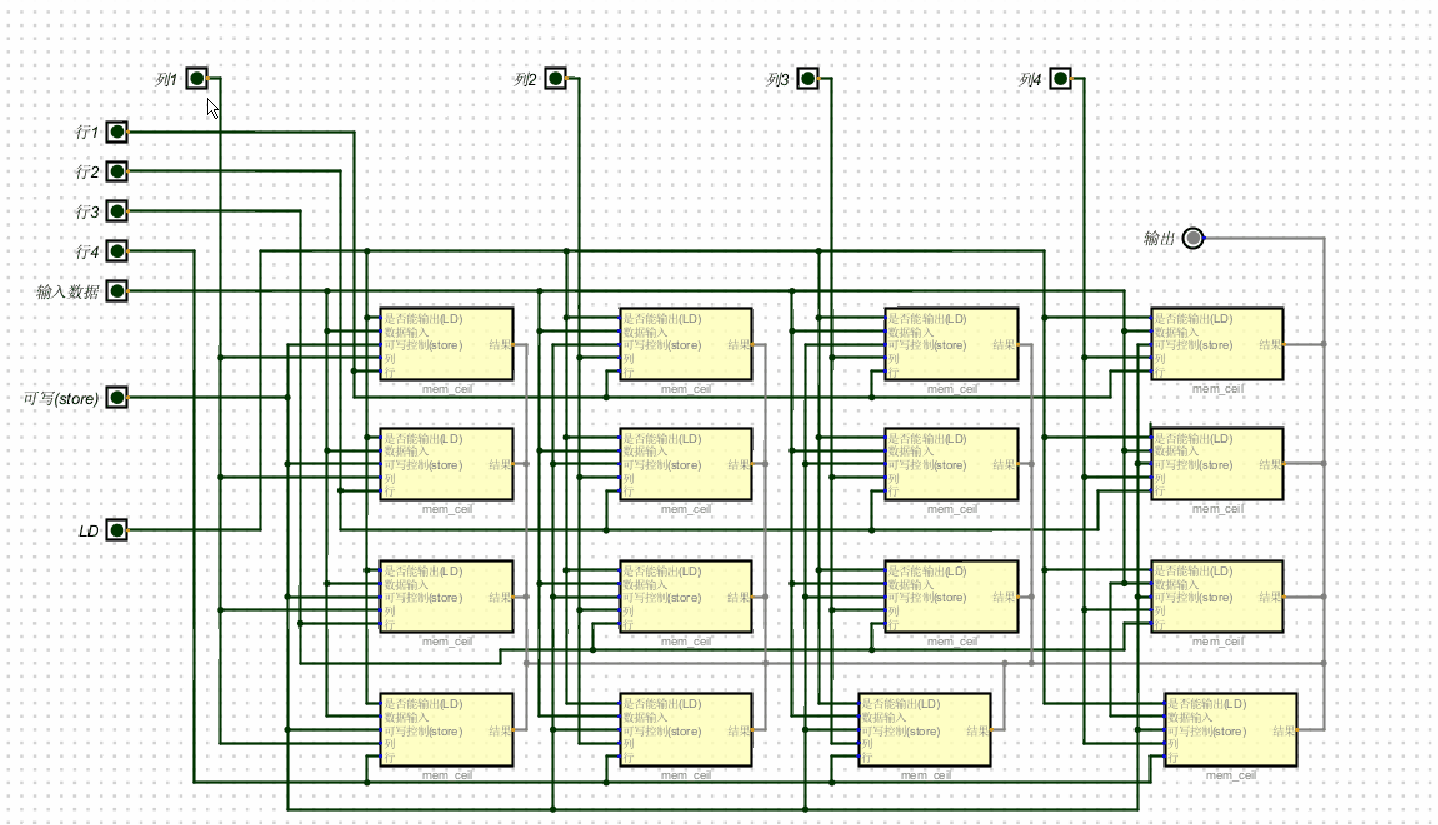 列1
列2
列3
列4
行1
行2
行3
行4
输出
输入数据
可写(store)
LD
是否能输出(LD)
数据输入
可写控制(store)
列
行
结果
mem_ceil
是否能输出(LD)
数据输入
可写控制(store)
列
行
结果
mem_ceil
是否能输出(LD)
数据输入
可写控制(store)
列
行
结果
mem_ceil
是否能输出(LD)
数据输入
可写控制(store)
列
行
结果
mem_ceil
是否能输出(LD)
数据输入
可写控制(store)
列
行
结果
mem_ceil
是否能输出(LD)
数据输入
可写控制(store)
列
行
结果
mem_ceil
是否能输出(LD)
数据输入
可写控制(store)
列
行
结果
mem_ceil
是否能输出(LD)
数据输入
可写控制(store)
列
行
结果
mem_ceil
是否能输出(LD)
数据输入
可写控制(store)
列
行
结果
mem_ceil
是否能输出(LD)
数据输入
可写控制(store)
列
行
结果
mem_ceil
是否能输出(LD)
数据输入
可写控制(store)
列
行
结果
mem_ceil
是否能输出(LD)
数据输入
可写控制(store)
列
行
结果
mem_ceil
是否能输出(LD)
数据输入
可写控制(store)
列
行
结果
mem_ceil
是否能输出(LD)
数据输入
可写控制(store)
列
行
结果
mem_ceil
是否能输出(LD)
数据输入
可写控制(store)
列
行
结果
mem_ceil
是否能输出(LD)
数据输入
可写控制(store)
列
行
结果
mem_ceil